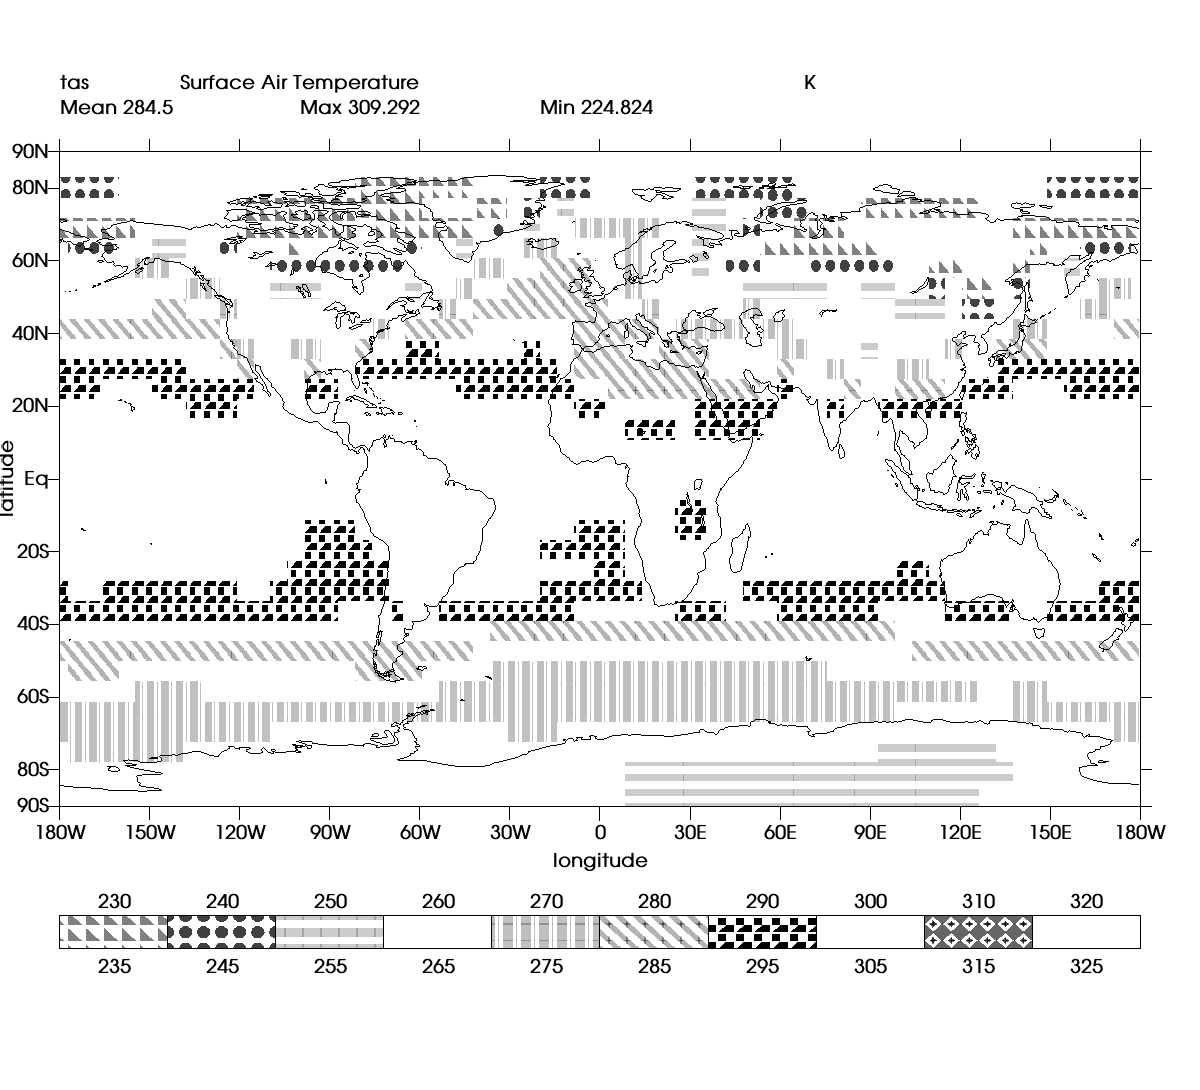 tas Surface Air Temperature K
Mean 284.5 Max 309.292 Min 224.824
90N
80N
60N
40N
20N
Eq
20S
40S
60S
80S
90S
latitude
180W 150W 120W 90W 60W 30W 0 30E 60E 90E 120E 150E 180W
longitude
230 240 250 260 270 280 290 300 310 320
235 245 255 265 275 285 295 305 315 325